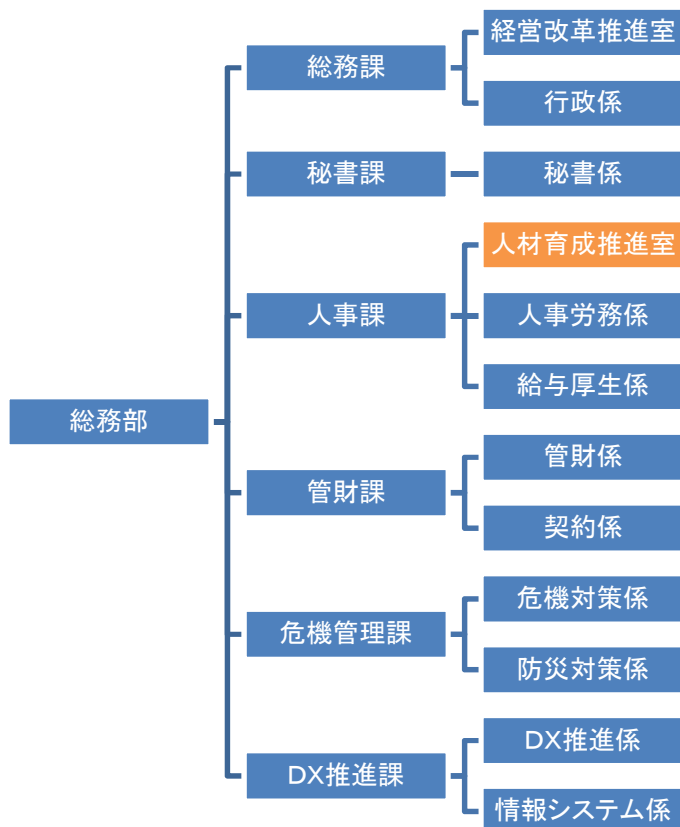 総務部
総務課
経営改革推進室
行政係
秘書課
秘書係
人事課
人材育成推進室
人事労務係
給与厚生係
管財課
管財係
契約係
危機管理課
危機対策係
防災対策係
DX推進課
DX推進係
情報システム係